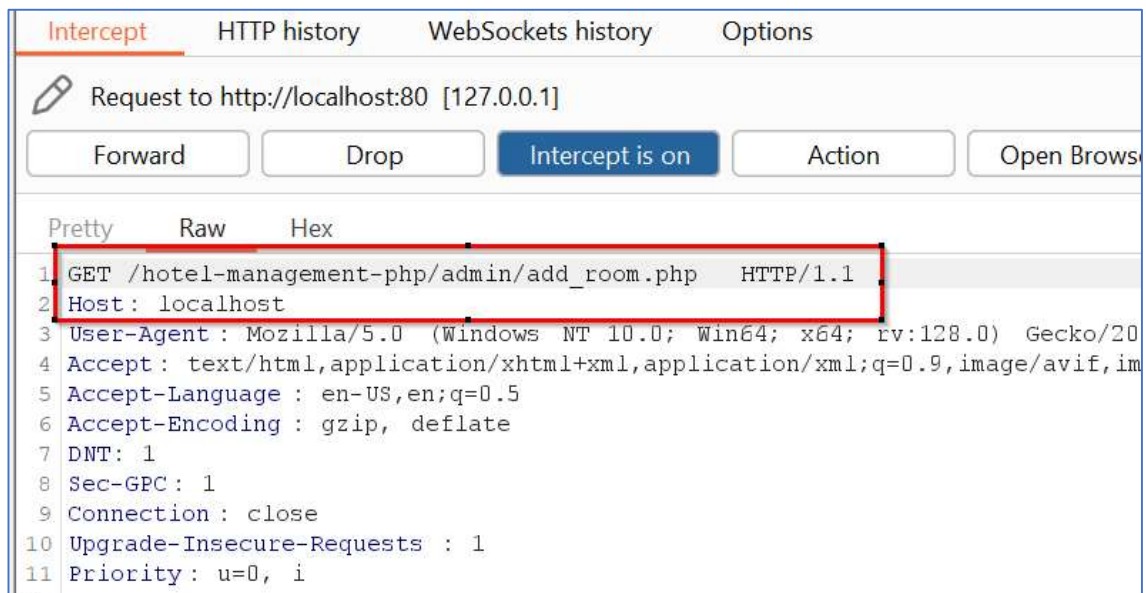 Intercept HTTP history WebSockets history Options
Request to http://localhost:80 [127.0.0.1]
Forward Drop Intercept is on Action Open Brows
Pretty Raw Hex
1 GET /hotel-management-php/admin/add_room.php HTTP/1.1
2 Host: localhost
3 User-Agent: Mozilla/5.0 (Windows NT 10.0; Win64; x64; rv:128.0) Gecko/20
4 Accept: text/html,application/xhtml+xml,application/xml;q=0.9,image/avif,im
5 Accept-Language: en-US,en;q=0.5
6 Accept-Encoding: gzip, deflate
7 DNT: 1
8 Sec-GPC: 1
9 Connection: close
10 Upgrade-Insecure-Requests: 1
11 Priority: u=0, i